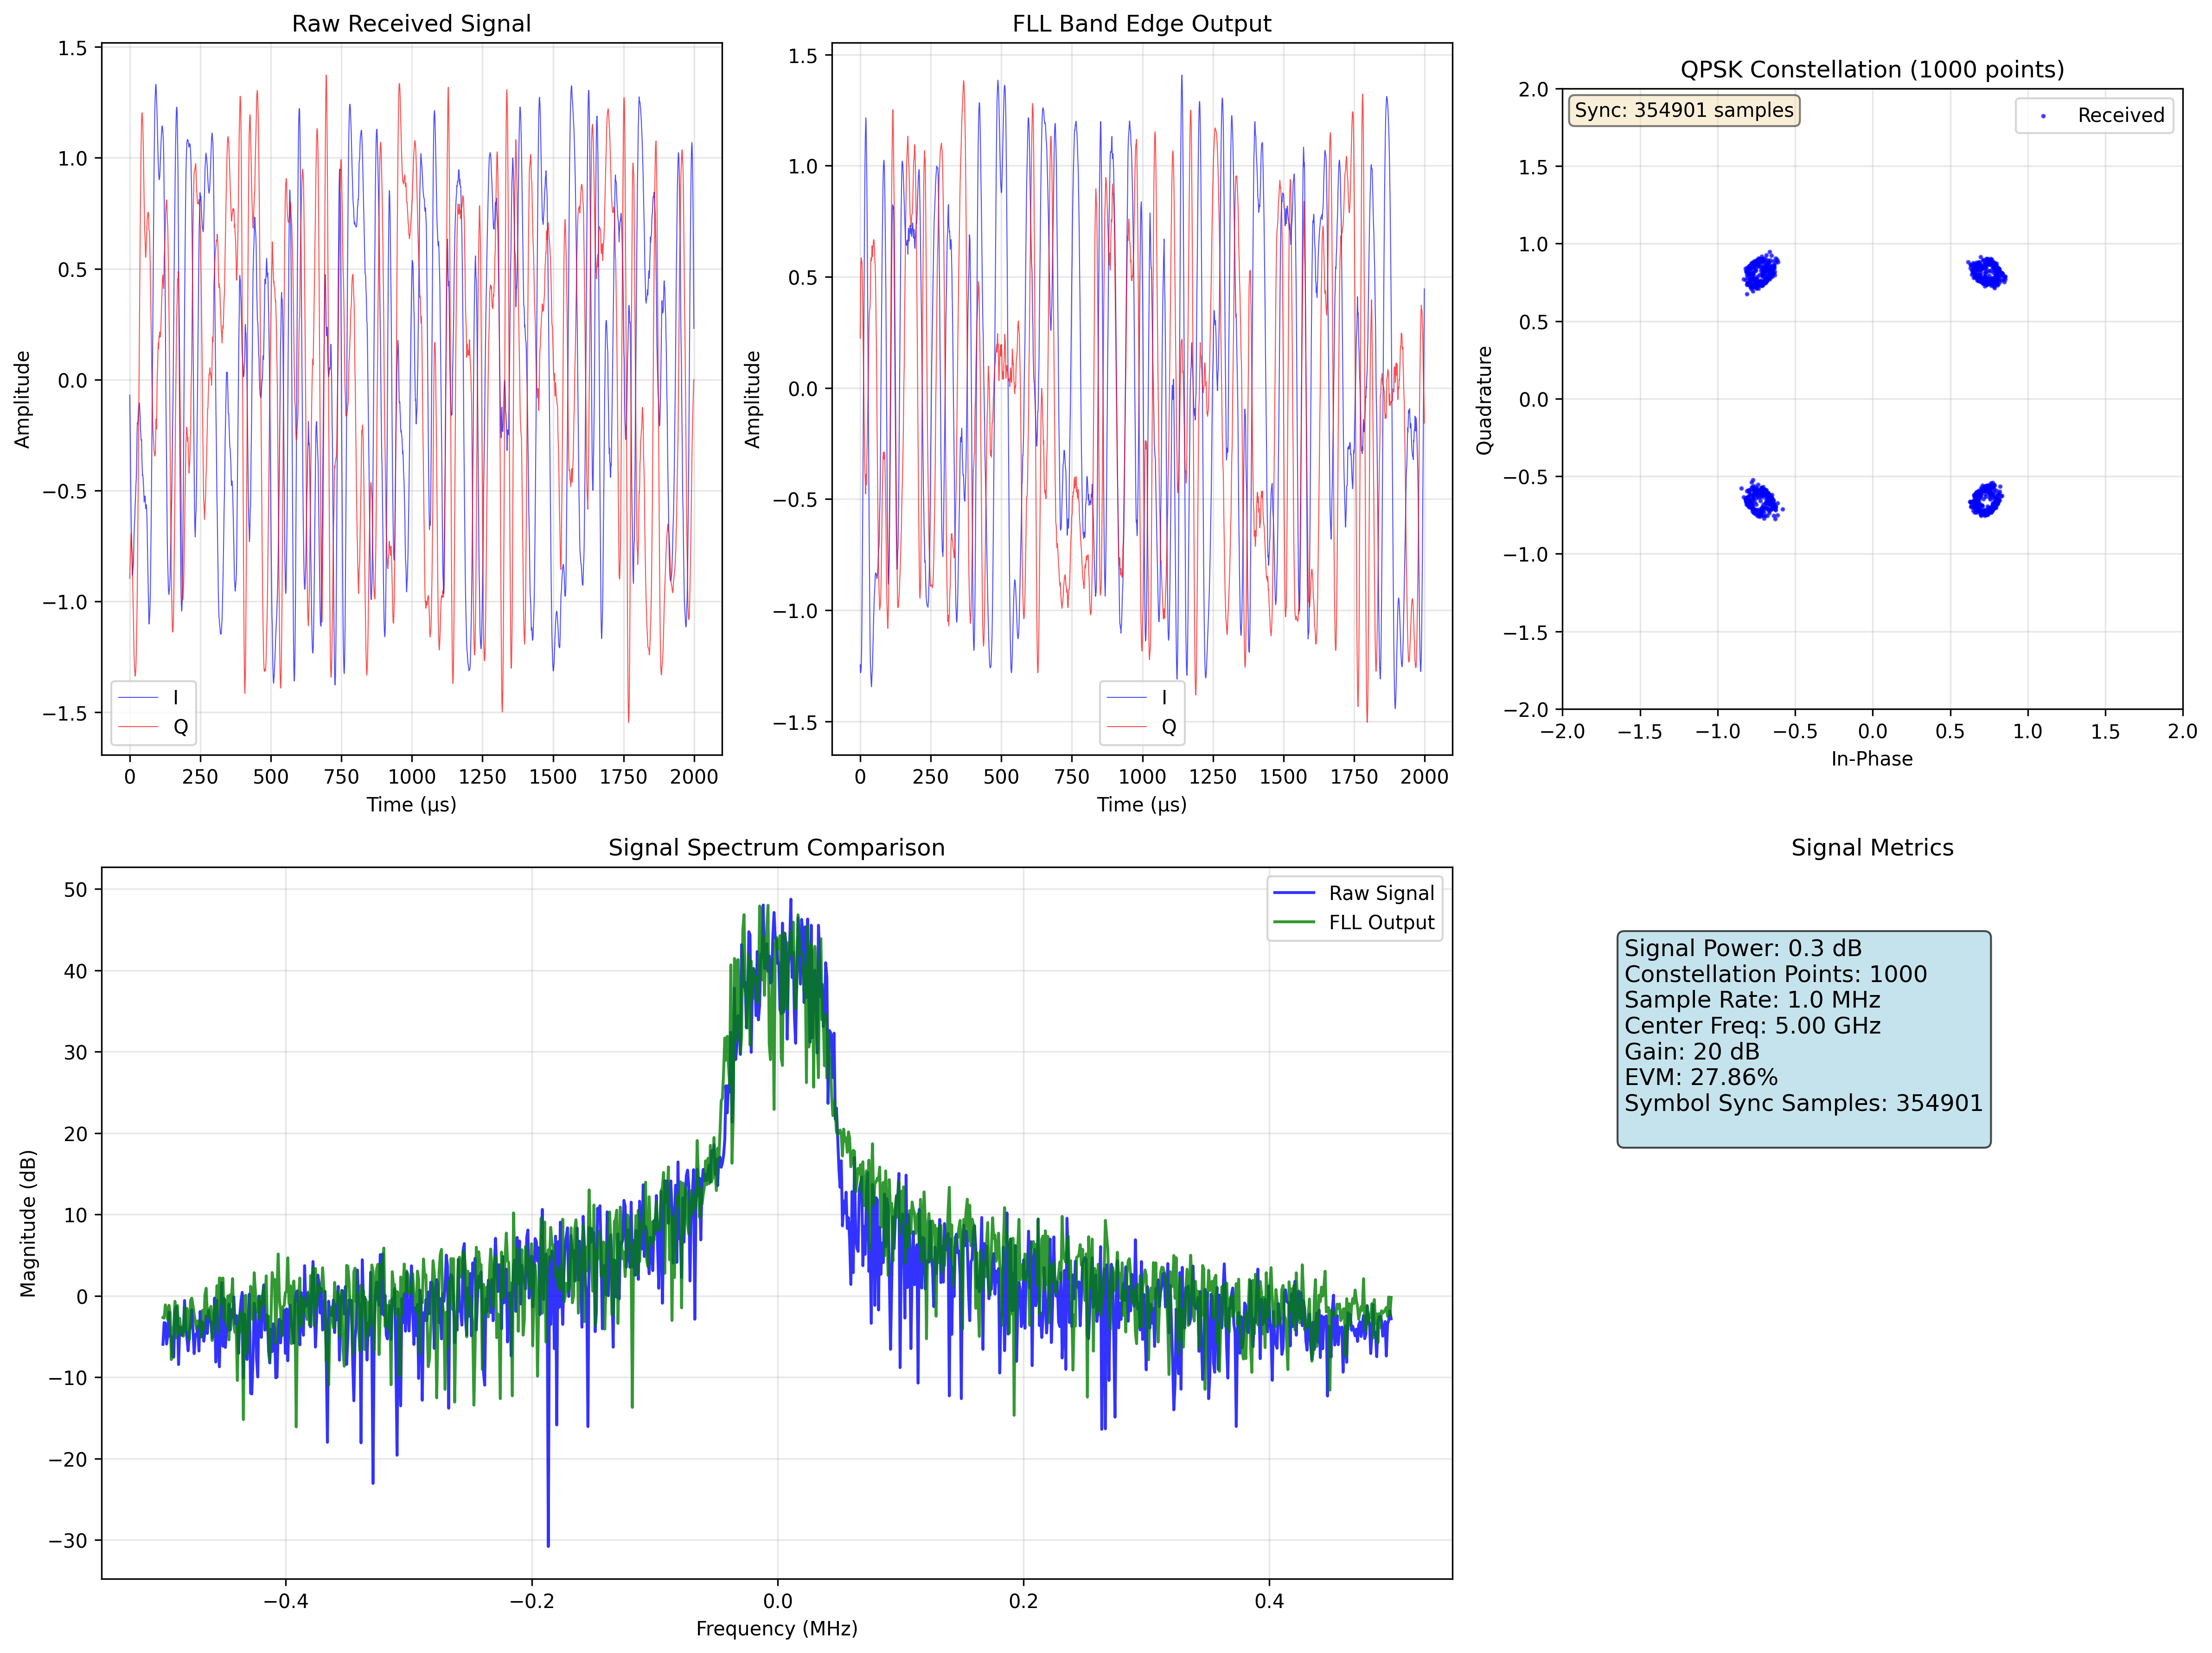 Raw Received Signal
1.5
1.0
0.5
0.0
−0.5
−1.0
−1.5
Amplitude
I
Q
0 250 500 750 1000 1250 1500 1750 2000
Time (μs)
FLL Band Edge Output
1.5
1.0
0.5
0.0
−0.5
−1.0
−1.5
Amplitude
I
Q
0 250 500 750 1000 1250 1500 1750 2000
Time (μs)
QPSK Constellation (1000 points)
Sync: 354901 samples
Received
2.0
1.5
1.0
0.5
0.0
−0.5
−1.0
−1.5
−2.0
Quadrature
−2.0 −1.5 −1.0 −0.5 0.0 0.5 1.0 1.5 2.0
In-Phase
Signal Spectrum Comparison
Raw Signal
FLL Output
50
40
30
20
10
0
−10
−20
−30
Magnitude (dB)
−0.4 −0.2 0.0 0.2 0.4
Frequency (MHz)
Signal Metrics
Signal Power: 0.3 dB
Constellation Points: 1000
Sample Rate: 1.0 MHz
Center Freq: 5.00 GHz
Gain: 20 dB
EVM: 27.86%
Symbol Sync Samples: 354901